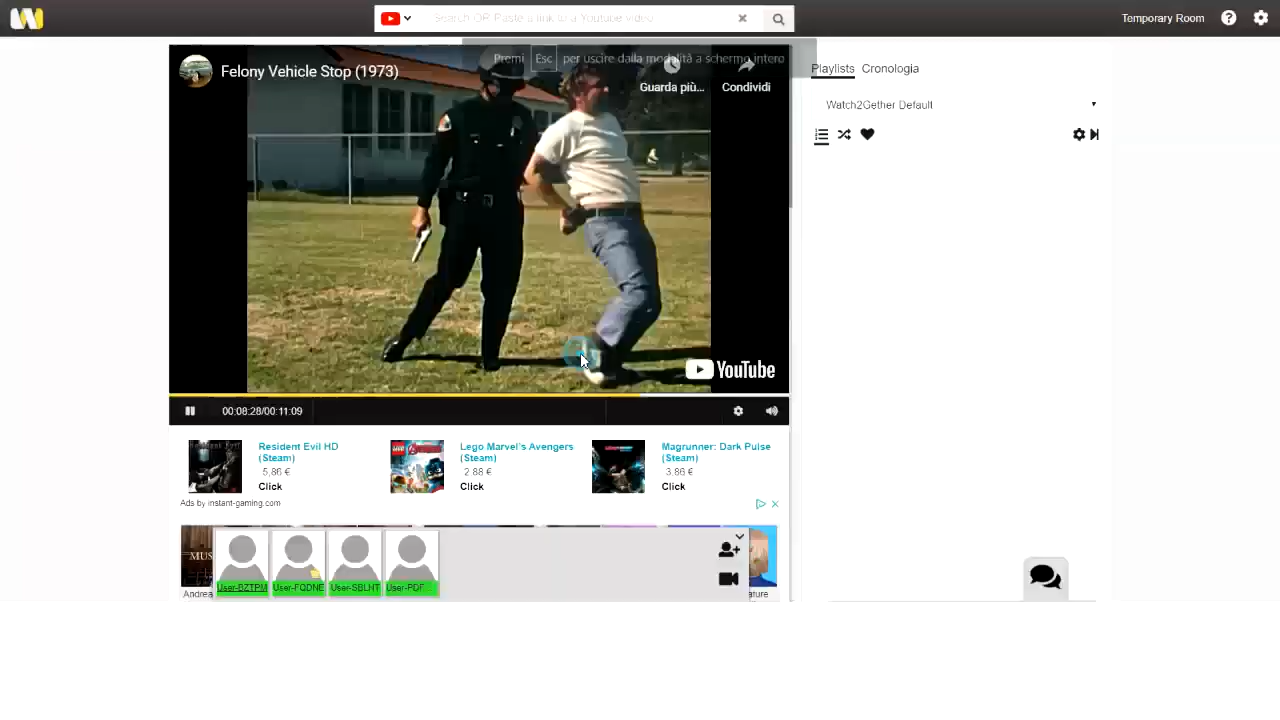 Search OR Paste a link to a Youtube video
Temporary Room
Felony Vehicle Stop (1973)
Premi Esc per uscire dalla modalità a schermo intero
Guarda più...
Condividi
YouTube
00:08:28/00:11:09
Playlists Cronologia
Watch2Gether Default
Resident Evil HD
(Steam)
5,86 €
Click
Lego Marvel's Avengers
(Steam)
2.88 €
Click
Magrunner: Dark Pulse
(Steam)
3,86 €
Click
Ads by instant-gaming.com
MUS
User-BZTPM
User-FQDNE
User-SBLHT
User-PDF...
Andrea
ature